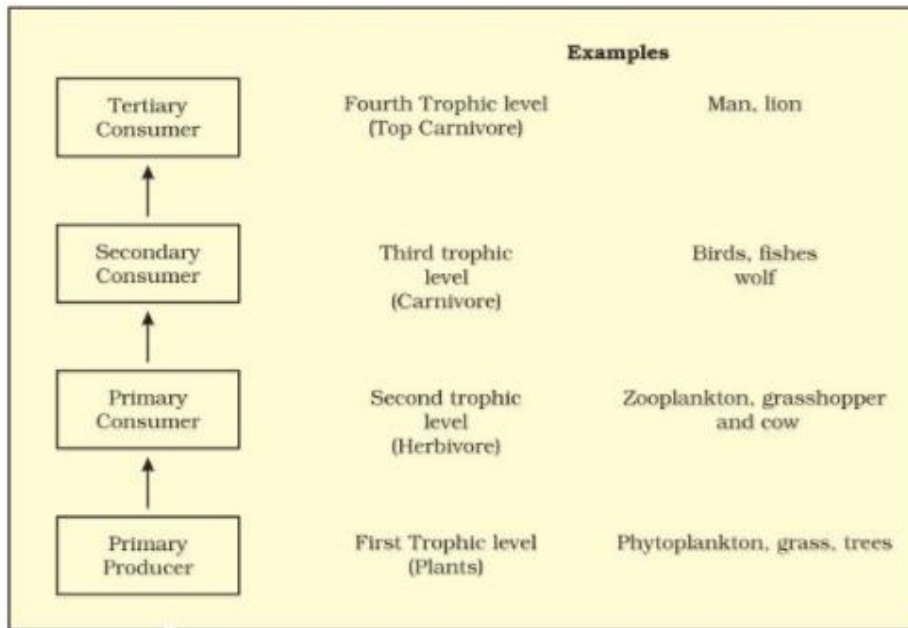 Examples
Tertiary
Consumer
Fourth Trophic level
(Top Carnivore)
Man, lion
Secondary
Consumer
Third trophic
level
(Carnivore)
Birds, fishes
wolf
Primary
Consumer
Second trophic
level
(Herbivore)
Zooplankton, grasshopper
and cow
Primary
Producer
First Trophic level
(Plants)
Phytoplankton, grass, trees